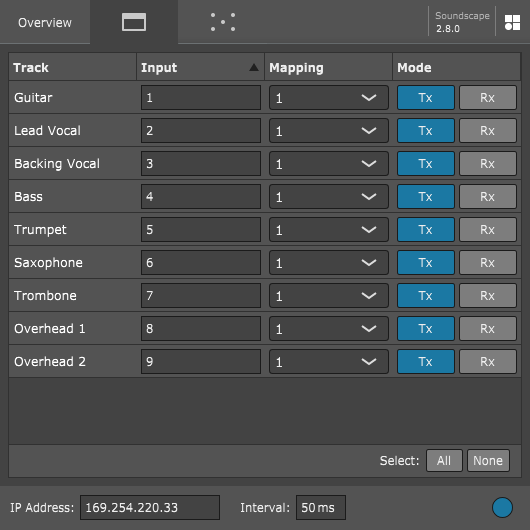 Overview
Soundscape
2.8.0
Track Input Mapping Mode
Guitar 1 1 Tx Rx
Lead Vocal 2 1 Tx Rx
Backing Vocal 3 1 Tx Rx
Bass 4 1 Tx Rx
Trumpet 5 1 Tx Rx
Saxophone 6 1 Tx Rx
Trombone 7 1 Tx Rx
Overhead 1 8 1 Tx Rx
Overhead 2 9 1 Tx Rx
Select: All None
IP Address: 169.254.220.33 Interval: 50 ms